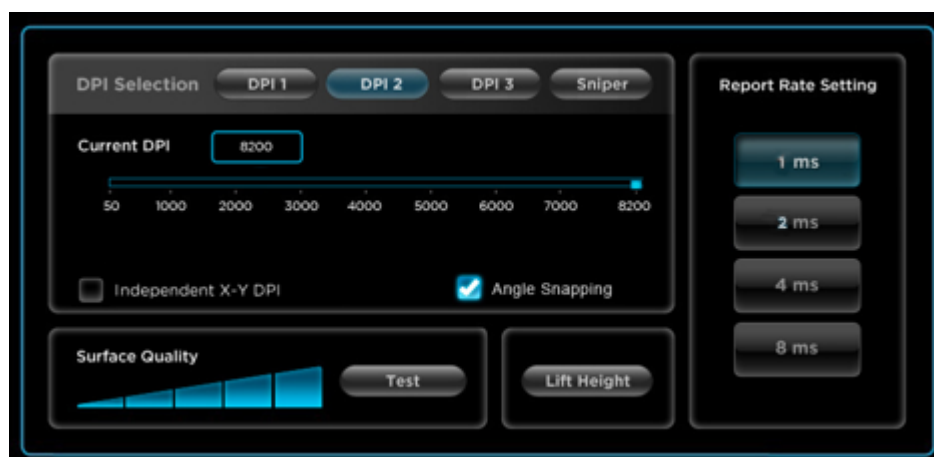 DPI Selection DPI 1 DPI 2 DPI 3 Sniper
Current DPI 8200
50 1000 2000 3000 4000 5000 6000 7000 8200
Independent X-Y DPI Angle Snapping
Surface Quality
Test
Lift Height
Report Rate Setting
1 ms
2 ms
4 ms
8 ms